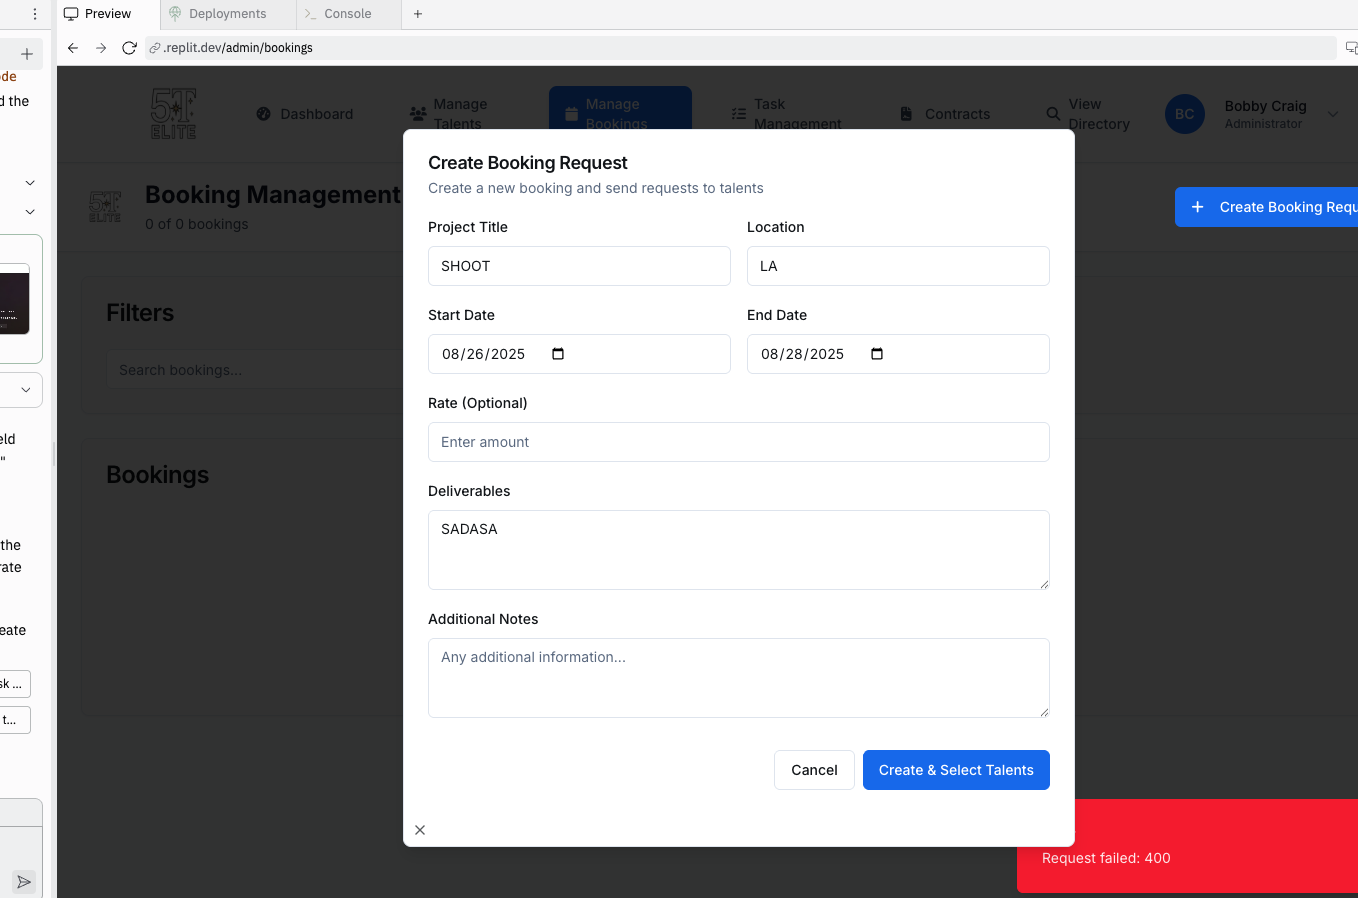 Preview
Deployments
Console
.replit.dev/admin/bookings
ode
d the
5T
ELITE
Dashboard
Manage
Talents
Manage
Bookings
Task
Management
Contracts
View
Directory
BC
Bobby Craig
Administrator
5T
ELITE
Booking Management
0 of 0 bookings
Create Booking Requ
Filters
Search bookings...
Bookings
Create Booking Request
Create a new booking and send requests to talents
Project Title
Location
SHOOT
LA
Start Date
End Date
08/26/2025
08/28/2025
Rate (Optional)
Enter amount
Deliverables
SADASA
Additional Notes
Any additional information...
Cancel
Create & Select Talents
Request failed: 400
eld
"
the
rate
eate
sk ...
t...